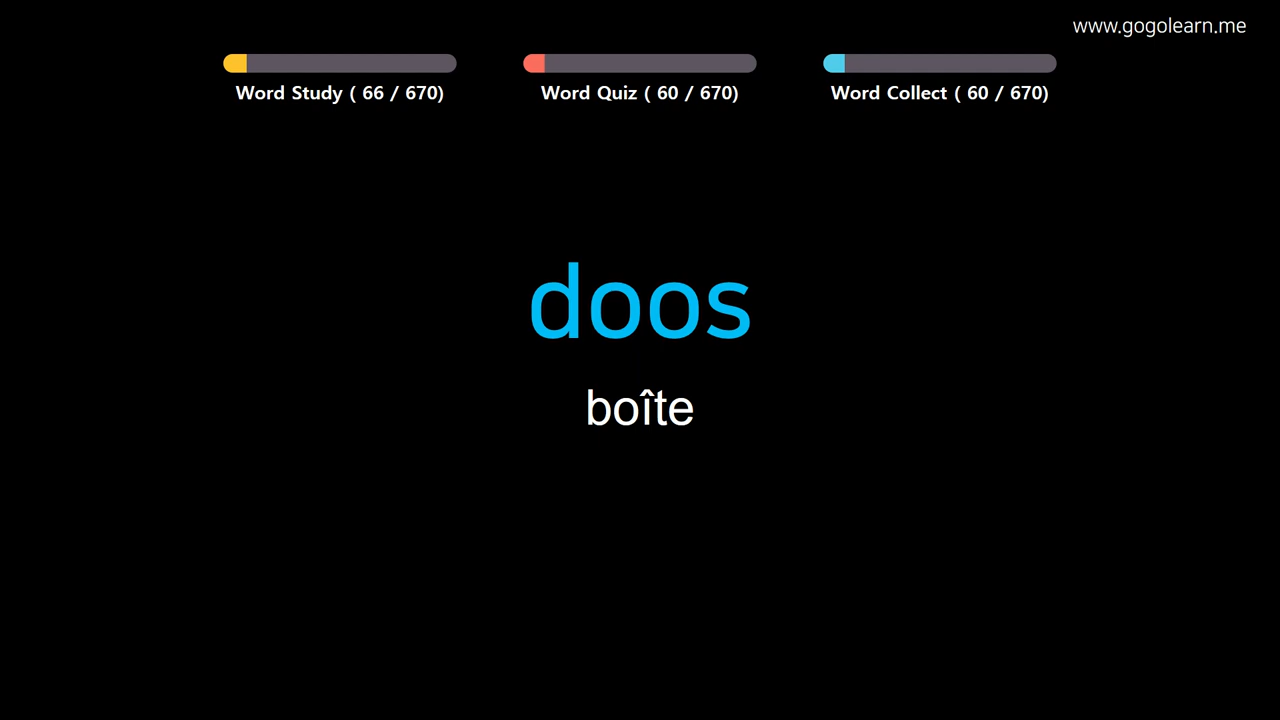 www.gogolearn.me
Word Study ( 66 / 670)
Word Quiz ( 60 / 670)
Word Collect ( 60 / 670)
doos
boîte